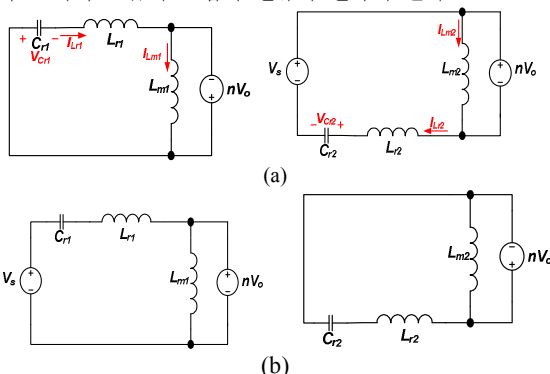 + Cr1 − ILr1 Lr1
VCr1
ILm1
Lm1
− + nVo
Vs + −
ILm2
Lm2
+ − nVo
−VCr2+
Cr2
Lr2
ILr2
(a)
Cr1 Lr1
Vs + −
Lm1
+ − nVo
Lm2
+ − nVo
Cr2 Lr2
(b)